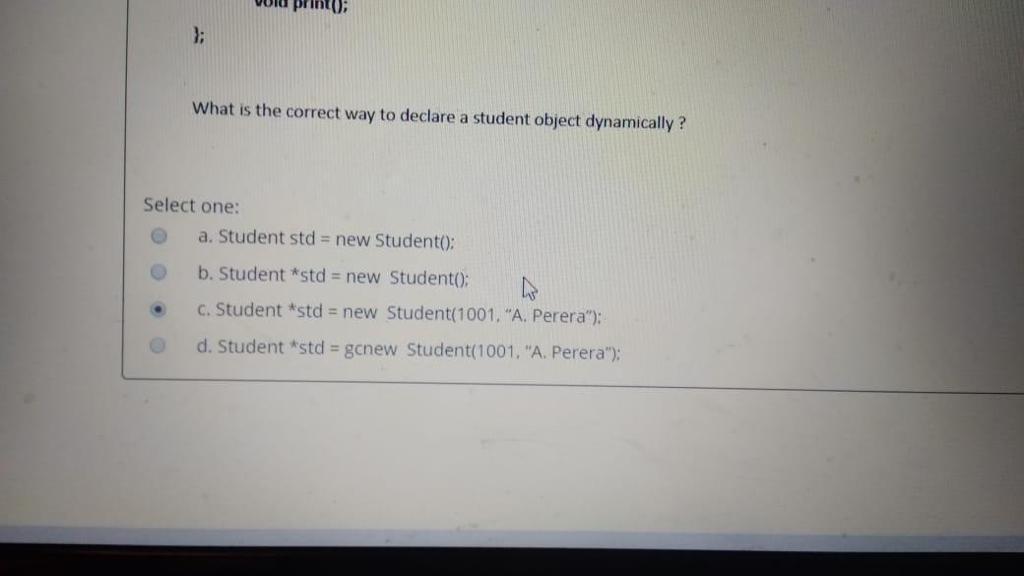 void print();
};
What is the correct way to declare a student object dynamically ?
Select one:
a. Student std = new Student();
b. Student *std = new Student();
c. Student *std = new Student(1001, “A. Perera”);
d. Student *std = gcnew Student(1001, "A. Perera");